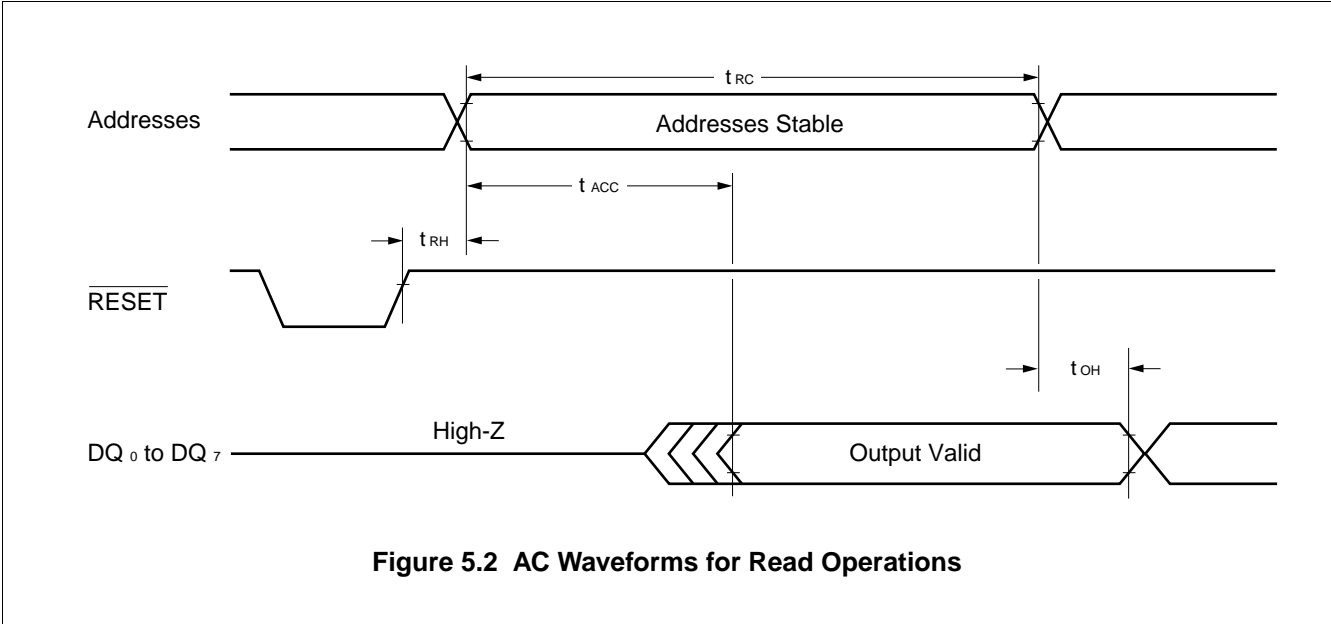 t RC
Addresses
Addresses Stable
t ACC
t RH
RESET
t OH
High-Z
DQ 0 to DQ 7
Output Valid
Figure 5.2 AC Waveforms for Read Operations